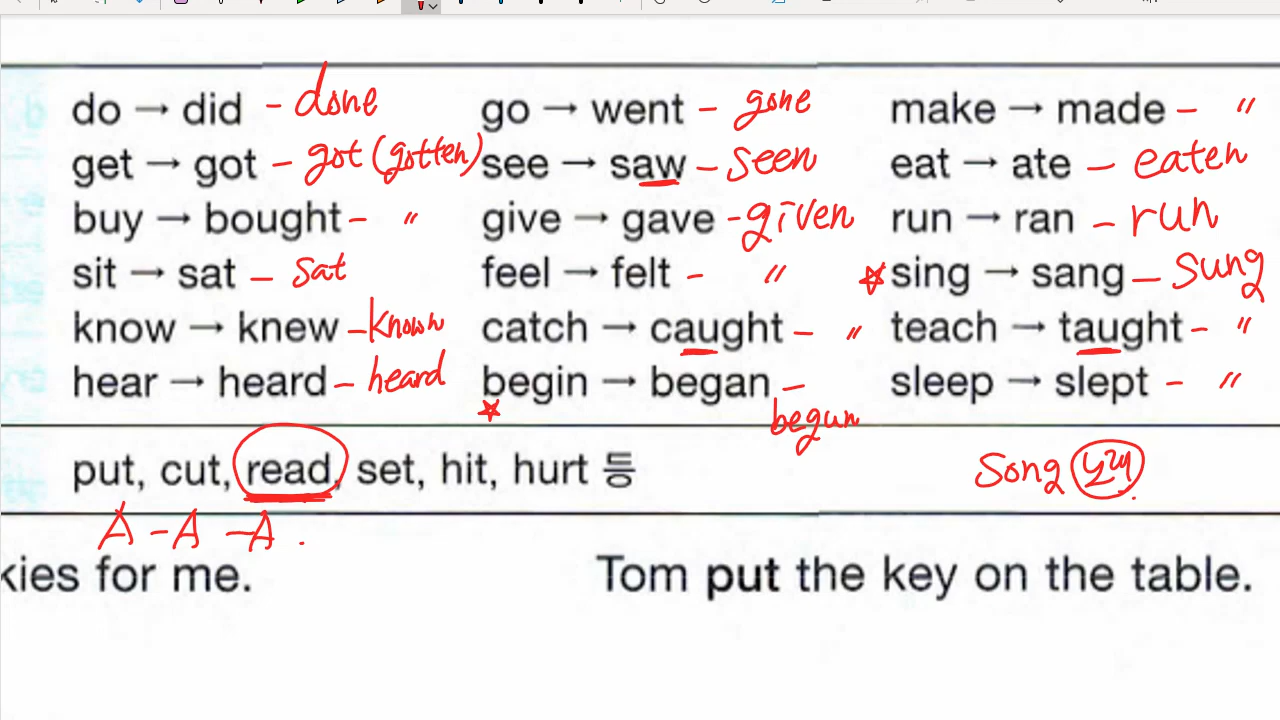 do → did - done go → went - gone make → made - "
get → got - got (gotten) see → saw - seen eat → ate - eaten
buy → bought - " give → gave - given run → ran - run
sit → sat - sat feel → felt - " ☆ sing → sang - sung
know → knew - known catch → caught - " teach → taught - "
hear → heard - heard begin → began - sleep → slept - "
☆ begun
put, cut, read, set, hit, hurt 등 Song 노래
A - A - A .
kies for me. Tom put the key on the table.